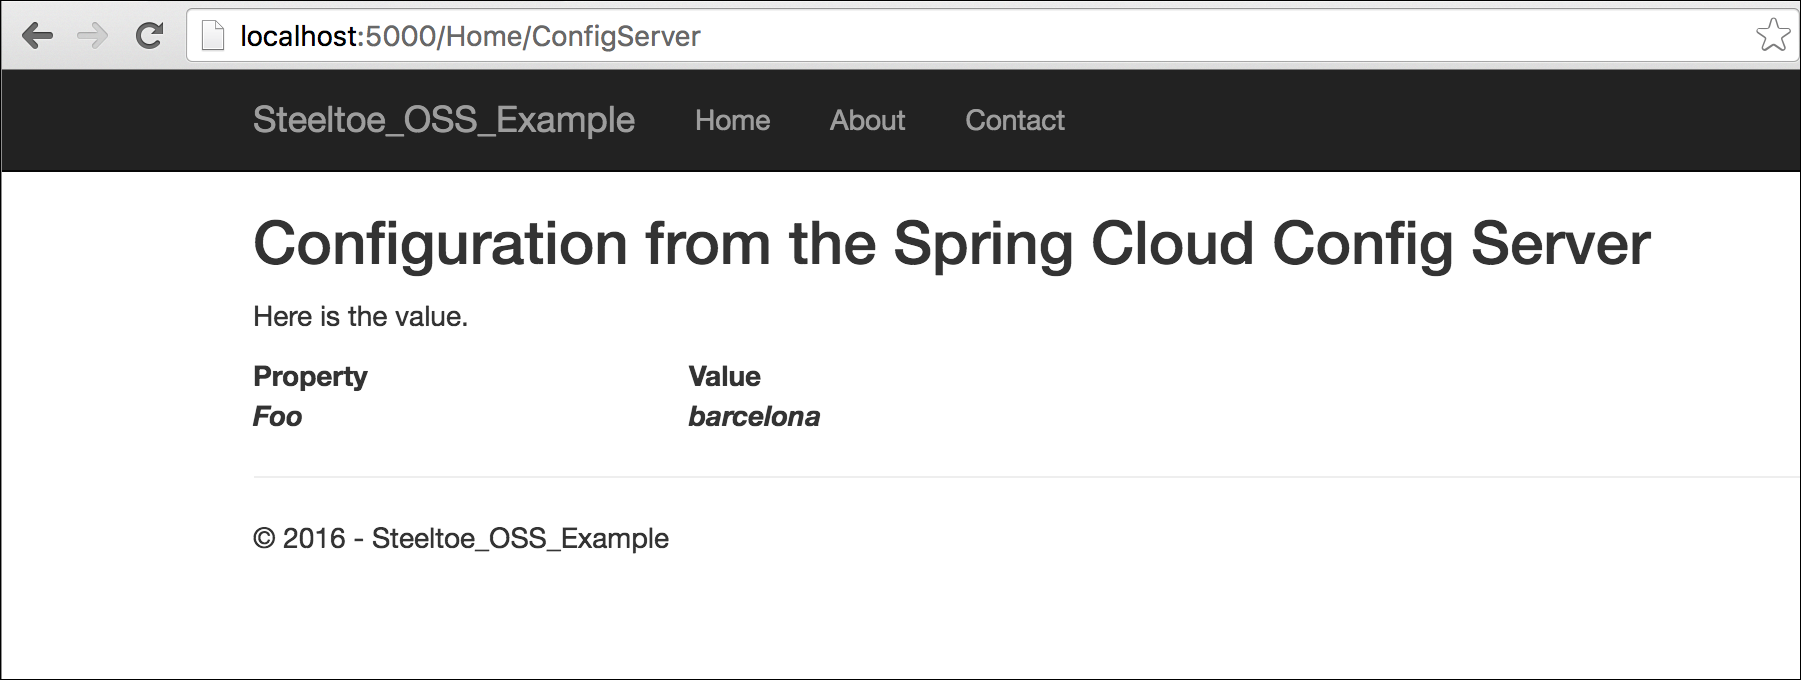 localhost:5000/Home/ConfigServer
Steeltoe_OSS_Example Home About Contact
Configuration from the Spring Cloud Config Server
Here is the value.
Property Value
Foo barcelona
© 2016 - Steeltoe_OSS_Example